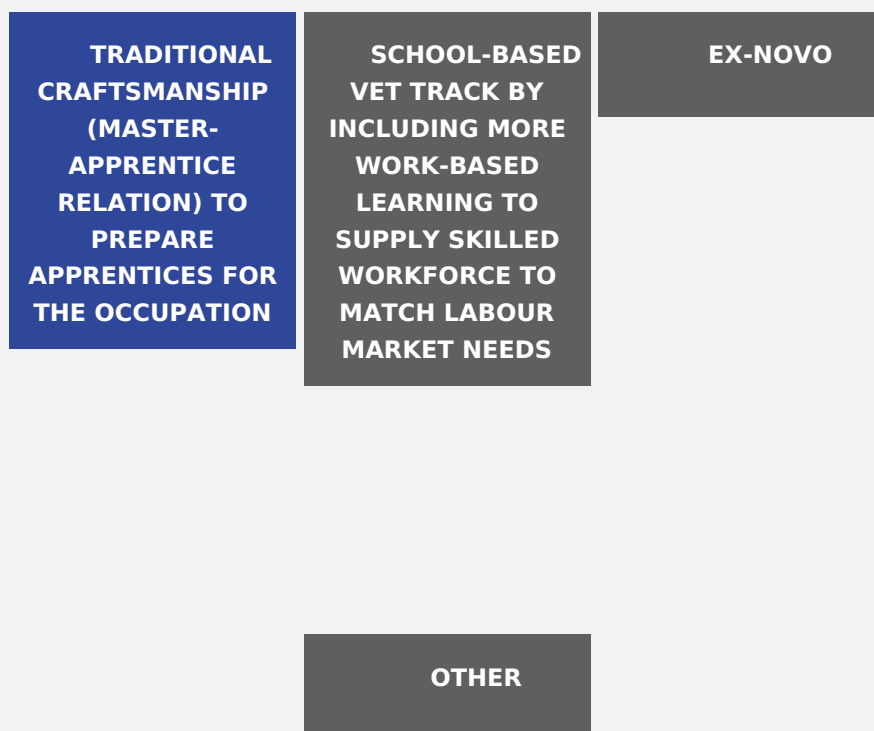 TRADITIONAL
CRAFTSMANSHIP
(MASTER-
APPRENTICE
RELATION) TO
PREPARE
APPRENTICES FOR
THE OCCUPATION
SCHOOL-BASED
VET TRACK BY
INCLUDING MORE
WORK-BASED
LEARNING TO
SUPPLY SKILLED
WORKFORCE TO
MATCH LABOUR
MARKET NEEDS
EX-NOVO
OTHER